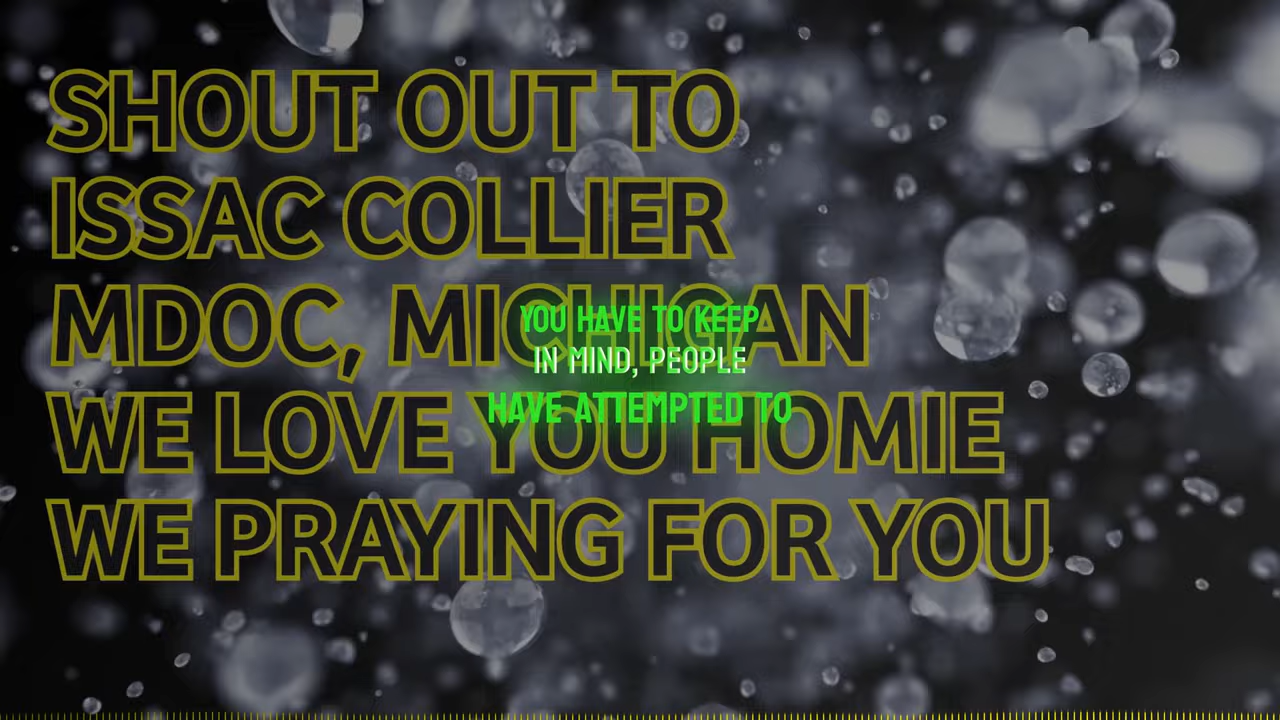 SHOUT OUT TO
ISSAC COLLIER
MDOC, MICHIGAN
WE LOVE YOU HOMIE
WE PRAYING FOR YOU
YOU HAVE TO KEEP
IN MIND, PEOPLE
HAVE ATTEMPTED TO